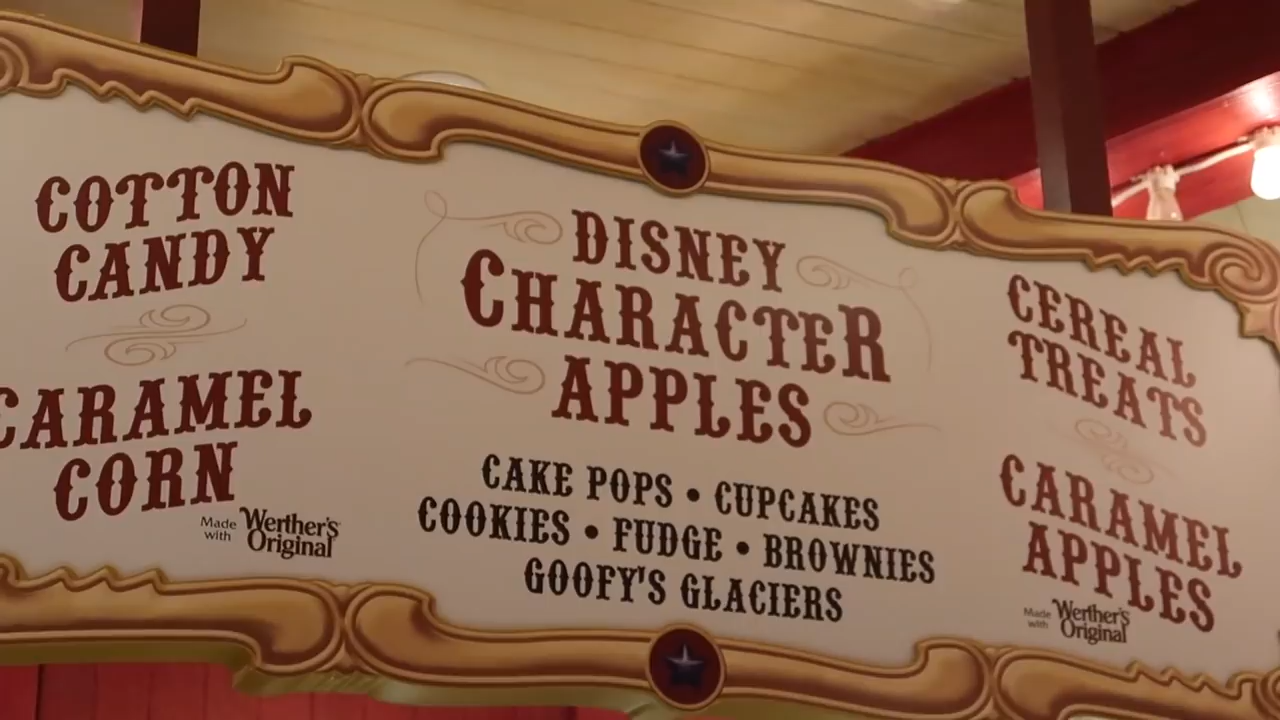 COTTON
CANDY
CARAMEL
CORN
Made
with
Werther's
Original
DISNEY
CHARACTER
APPLES
CAKE POPS • CUPCAKES
COOKIES • FUDGE • BROWNIES
GOOFY'S GLACIERS
CEREAL
TREATS
CARAMEL
APPLES
Made
with
Werther's
Original